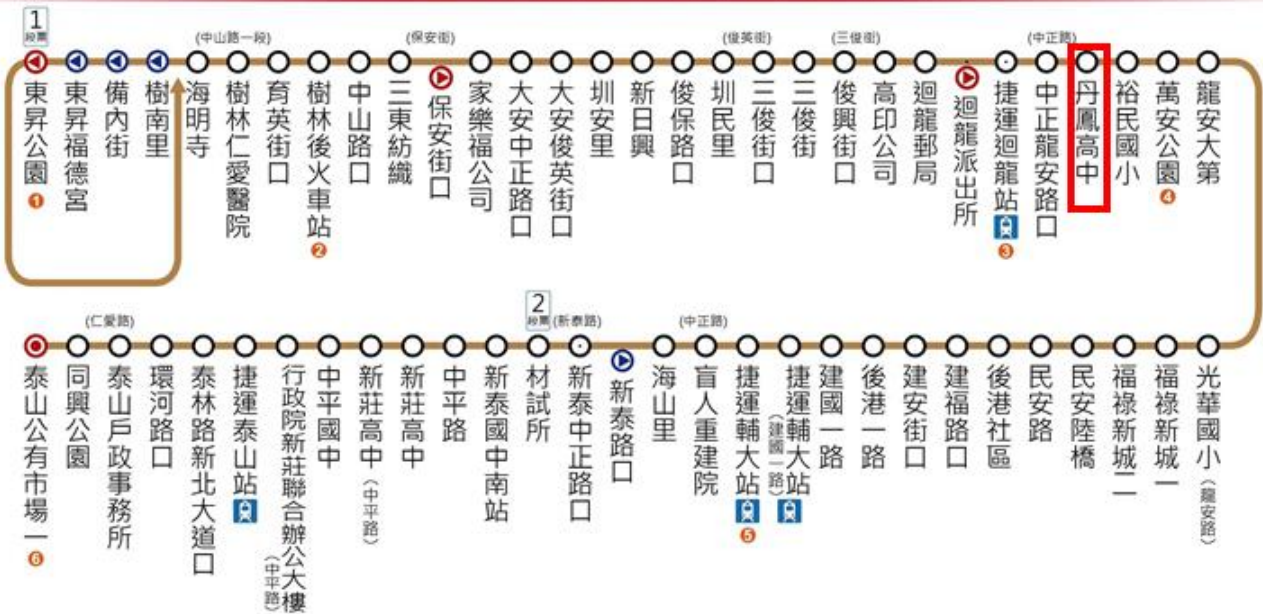 1
段票
(中山路一段)
(保安街)
(俊英街)
(三俊街)
(中正路)
東昇公園 1
東昇福德宮
備內街
樹南里
海明寺
樹林仁愛醫院
育英街口
樹林後火車站 2
中山路口
三東紡織
保安街口
家樂福公司
大安中正路口
大安俊英街口
圳安里
新日興
俊保路口
圳民里
三俊街口
三俊街
俊興街口
高印公司
迴龍郵局
迴龍派出所
捷運迴龍站 3
中正龍安路口
丹鳳高中
裕民國小
萬安公園 4
龍安大第
(仁愛路)
2
段票
(新泰路)
(中正路)
泰山公有市場一 6
同興公園
泰山戶政事務所
環河路口
泰林路新北大道口
捷運泰山站
行政院新莊聯合辦公大樓(中平路)
中平國中
新莊高中(中平路)
新莊高中
中平路
新泰國中南站
材試所
新泰中正路口
新泰路口
海山里
盲人重建院
捷運輔大站 5
捷運輔大站(建國一路)
建國一路
後港一路
建安街口
建福路口
後港社區
民安路
民安陸橋
福祿新城二
福祿新城一
光華國小(龍安路)